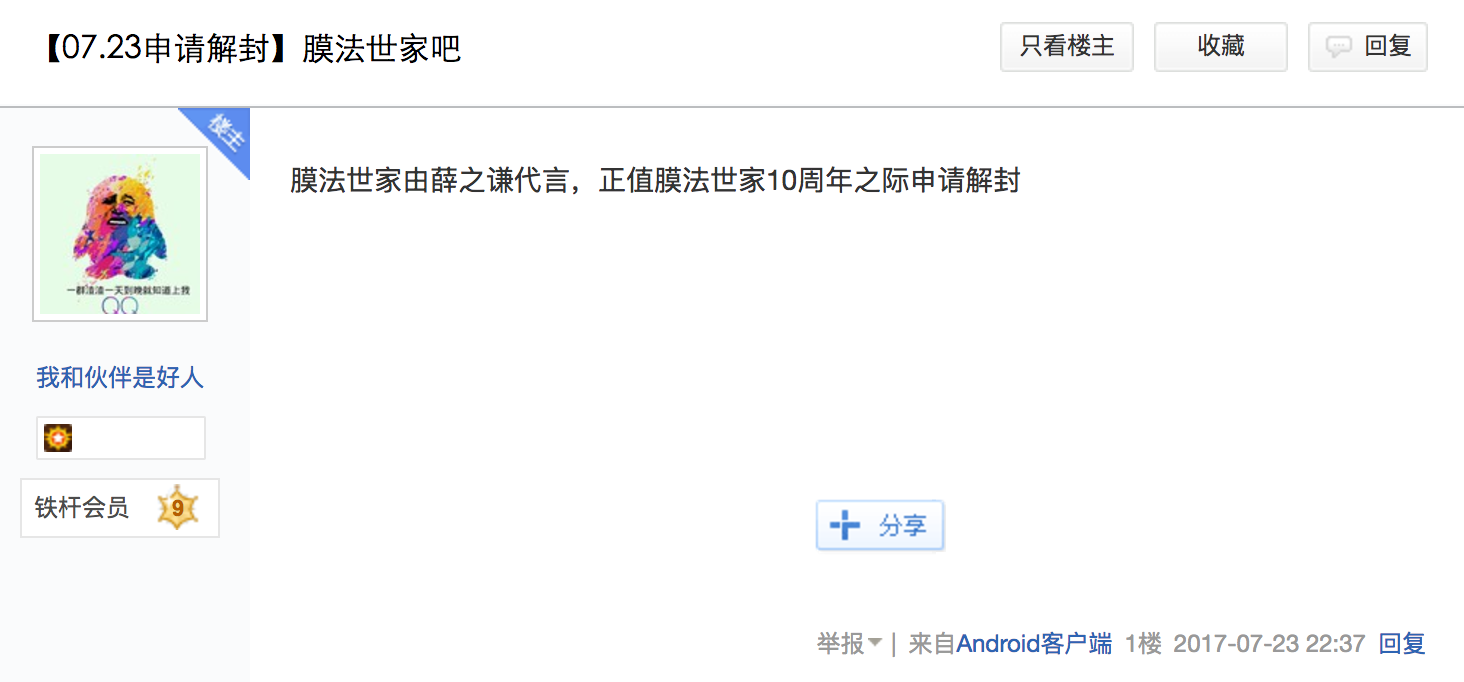 【07.23申请解封】膜法世家吧
只看楼主
收藏
回复
楼主
一群渣渣一天到晚就知道上我
QQ
我和伙伴是好人
铁杆会员 9
膜法世家由薛之谦代言，正值膜法世家10周年之际申请解封
分享
举报 | 来自Android客户端 1楼 2017-07-23 22:37 回复